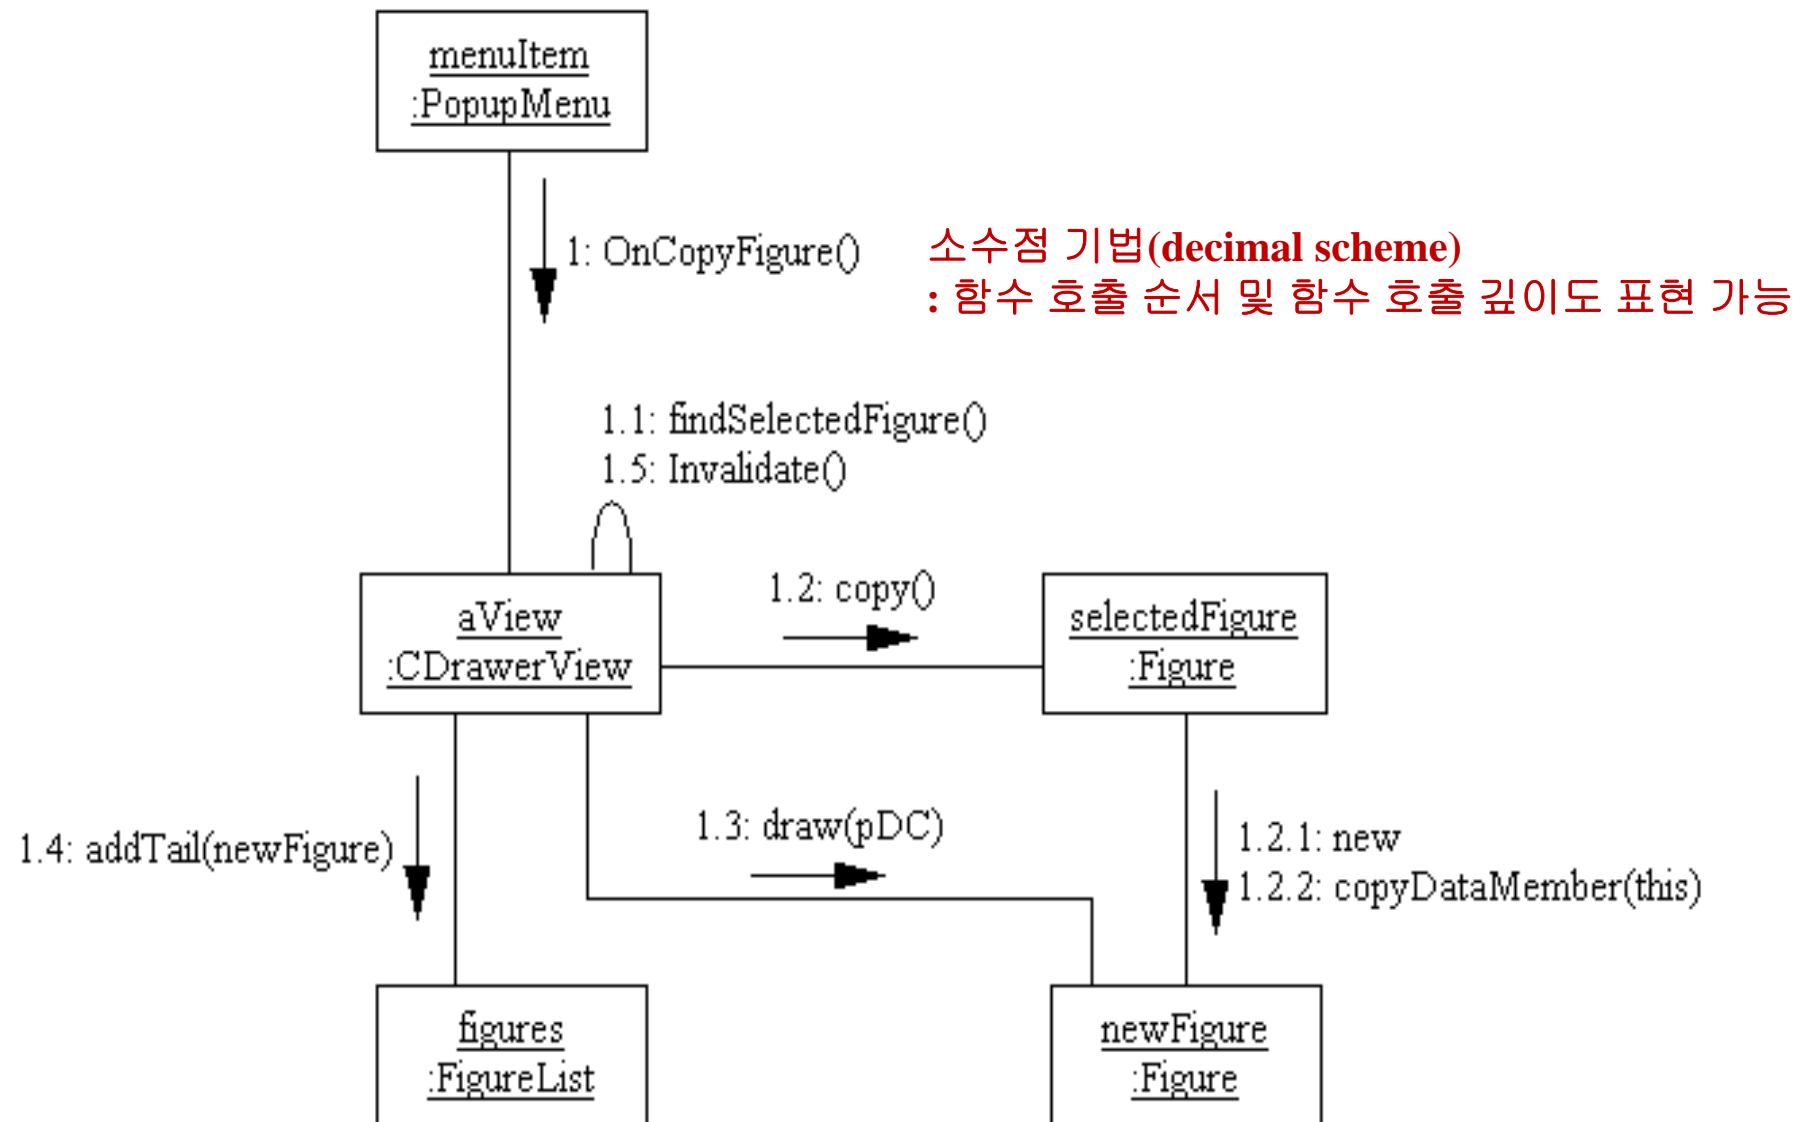 menuItem
:PopupMenu
1: OnCopyFigure()
소수점 기법(decimal scheme)
: 함수 호출 순서 및 함수 호출 깊이도 표현 가능
1.1: findSelectedFigure()
1.5: Invalidate()
aView
:CDrawerView
1.2: copy()
selectedFigure
:Figure
1.4: addTail(newFigure)
1.3: draw(pDC)
1.2.1: new
1.2.2: copyDataMember(this)
figures
:FigureList
newFigure
:Figure